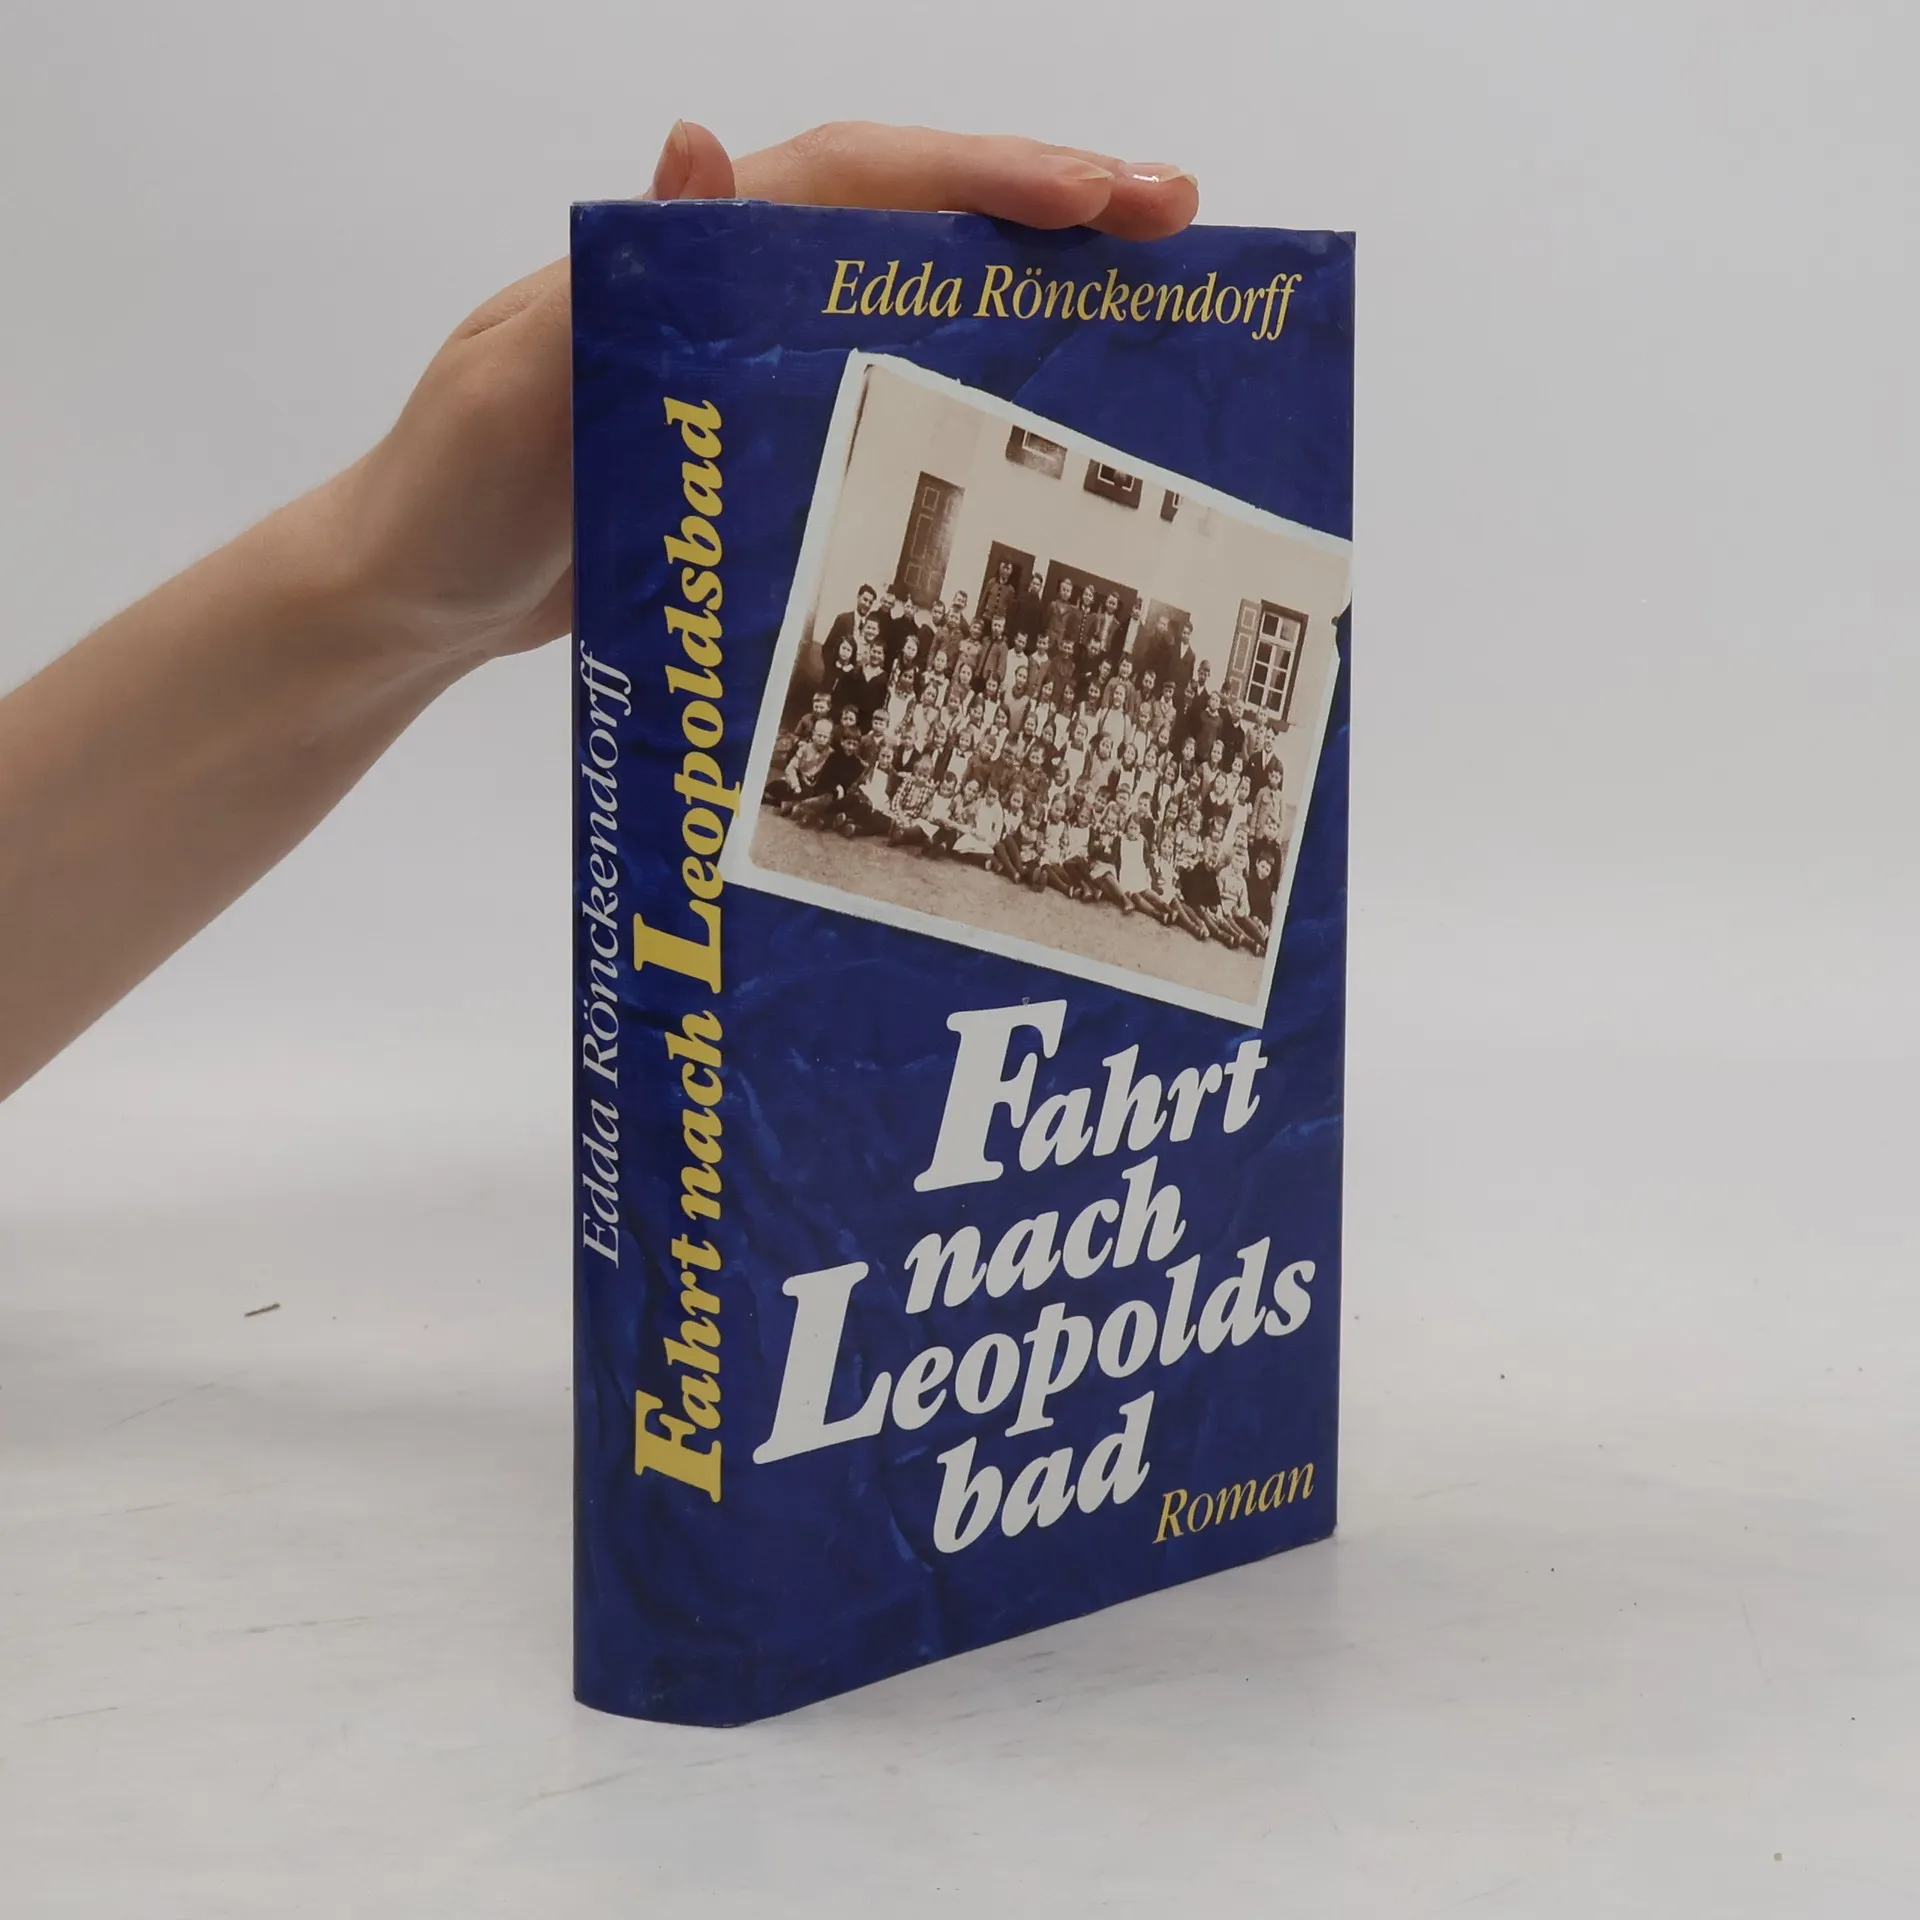 Edda Rönckendorff
Fahrt nach Leopoldsbad
Edda Rönckendorff
Fahrt
nach
Leopolds
bad
Roman